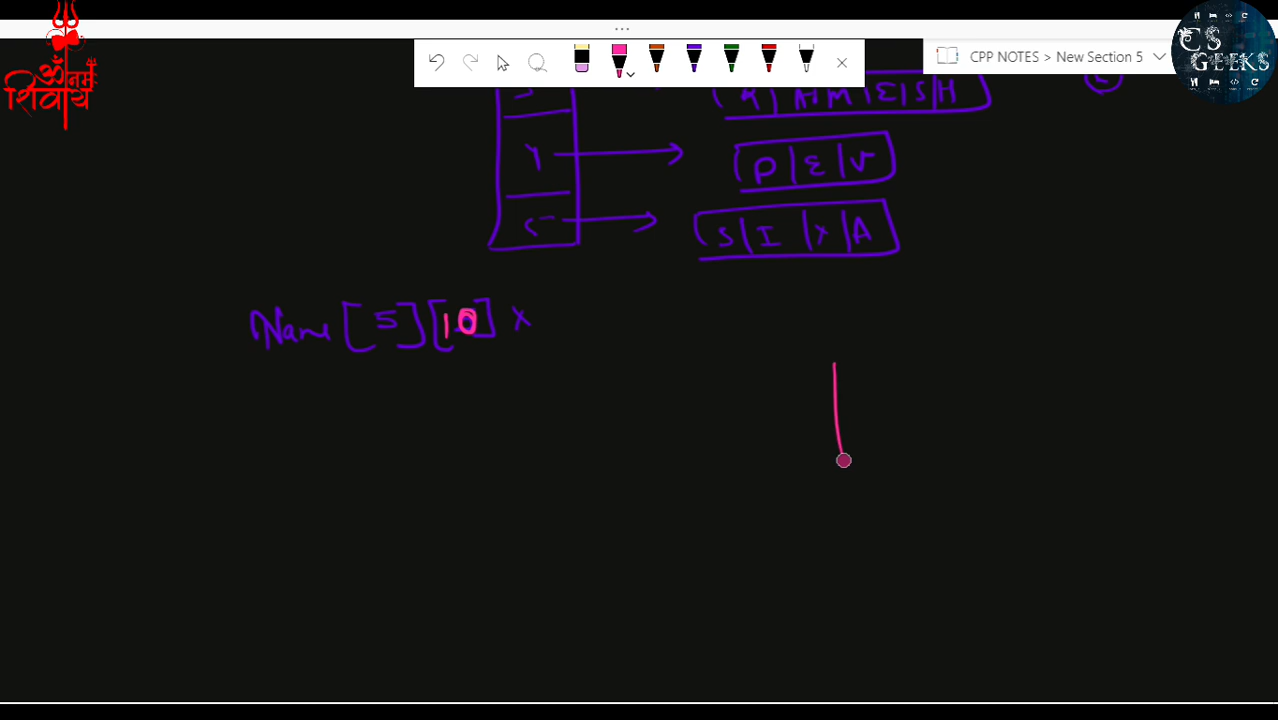 ॐ नमः
शिवाय
...
CPP NOTES > New Section 5
CS
GEEKS
M | E | S | H
P | E | V
S | I | Y | A
Name [ 5 ] [ 10 ] X